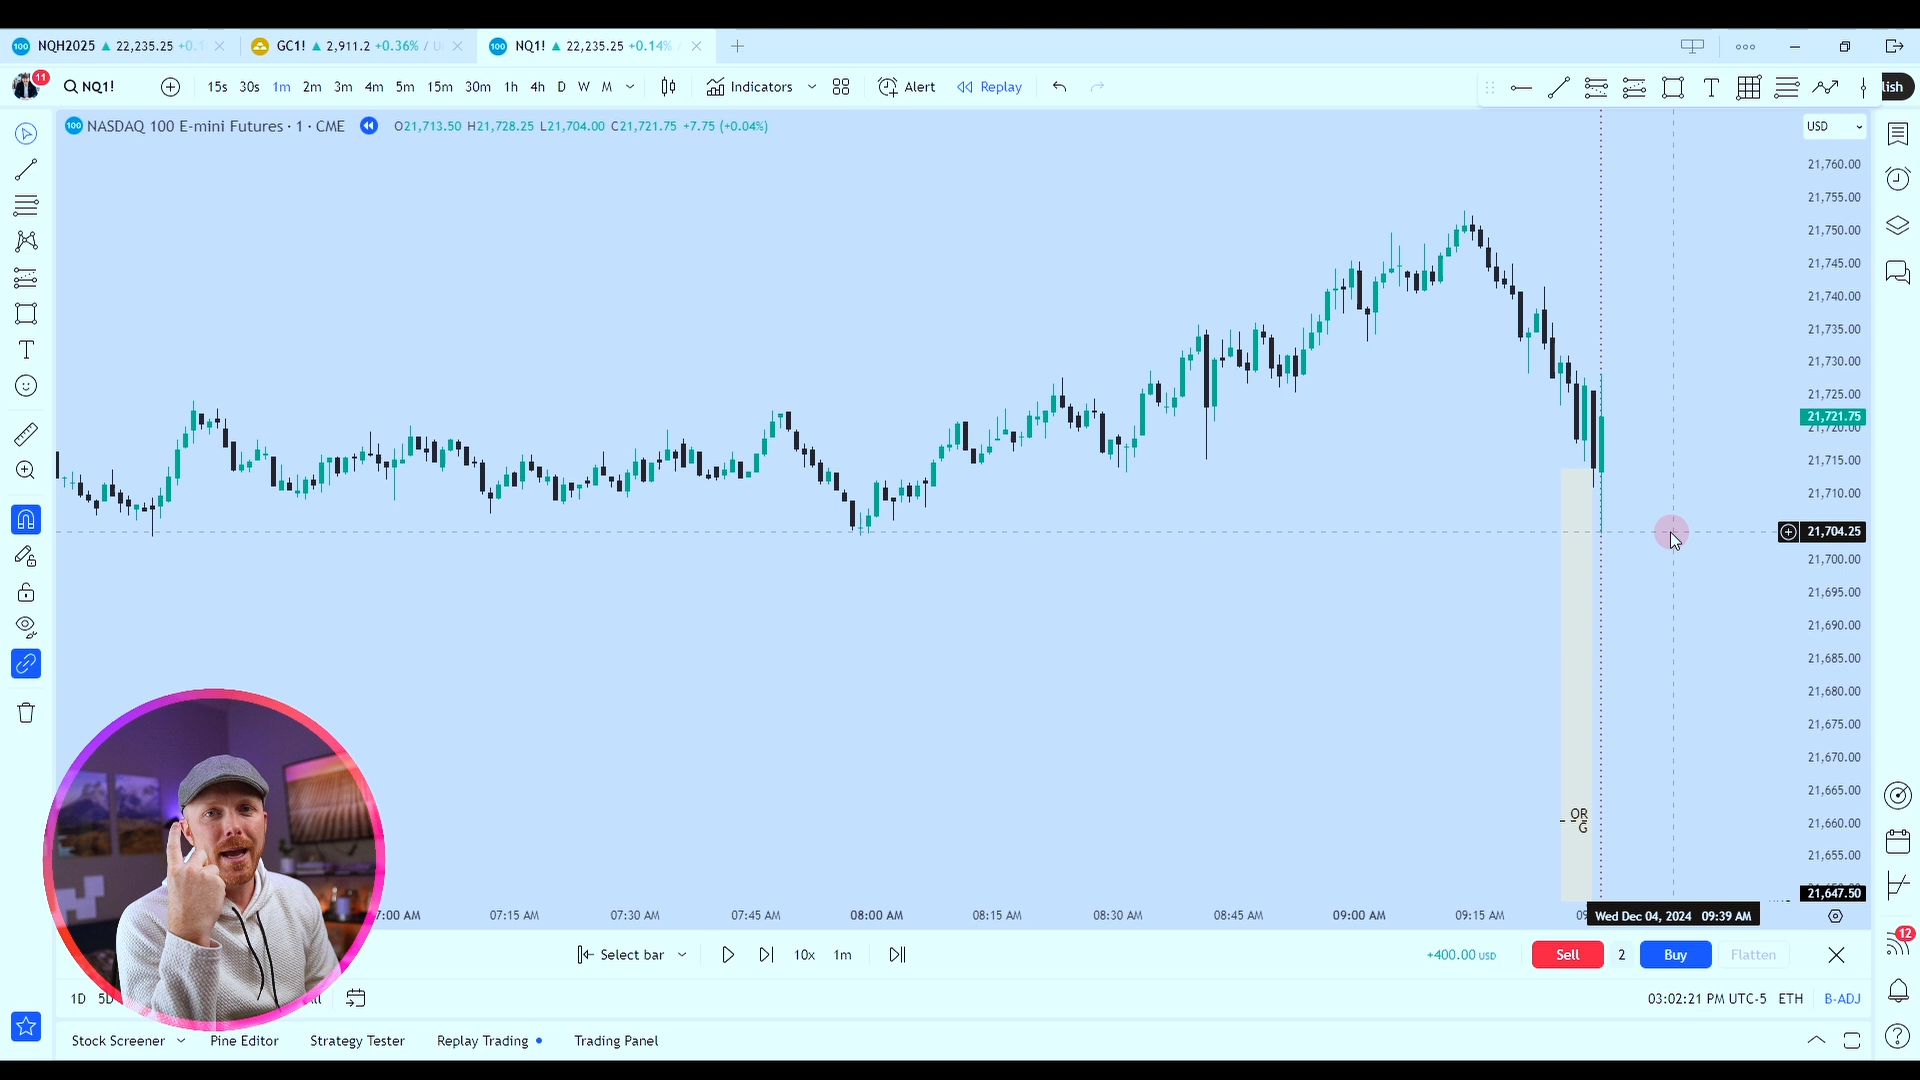 NQH2025 ▲ 22,235.25 +0.1
GC1! ▲ 2,911.2 +0.36% / U
NQ1! ▲ 22,235.25 +0.14%
11
NQ1!
15s 30s 1m 2m 3m 4m 5m 15m 30m 1h 4h D W M
Indicators
Alert
Replay
lish
100 NASDAQ 100 E-mini Futures · 1 · CME
O21,713.50 H21,728.25 L21,704.00 C21,721.75 +7.75 (+0.04%)
USD
21,760.00
21,755.00
21,750.00
21,745.00
21,740.00
21,735.00
21,730.00
21,725.00
21,721.75
21,720.00
21,715.00
21,710.00
21,704.25
21,700.00
21,695.00
21,690.00
21,685.00
21,680.00
21,675.00
21,670.00
21,665.00
21,660.00
21,655.00
21,647.50
OR
G
7:00 AM 07:15 AM 07:30 AM 07:45 AM 08:00 AM 08:15 AM 08:30 AM 08:45 AM 09:00 AM 09:15 AM 09
Wed Dec 04, 2024 09:39 AM
Select bar
10x
1m
+400.00 USD
Sell
2
Buy
Flatten
12
1D 5D
03:02:21 PM UTC-5 ETH B-ADJ
Stock Screener
Pine Editor
Strategy Tester
Replay Trading
Trading Panel